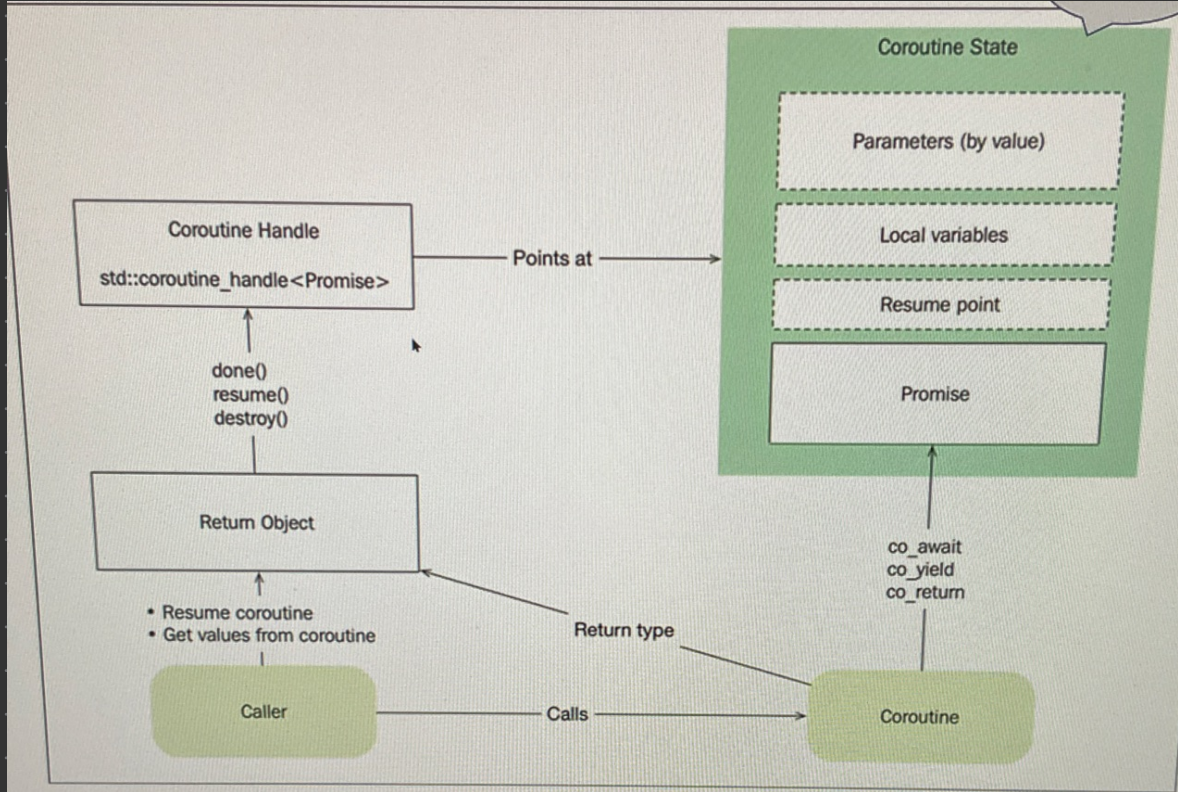 Coroutine State
Parameters (by value)
Local variables
Resume point
Promise
Coroutine Handle
std::coroutine_handle<Promise>
Points at
done()
resume()
destroy()
Return Object
co_await
co_yield
co_return
• Resume coroutine
• Get values from coroutine
Return type
Caller
Calls
Coroutine